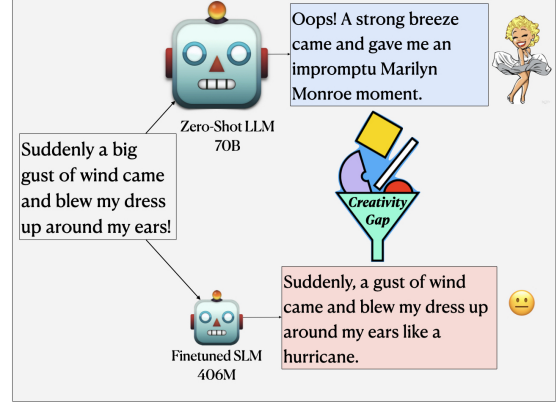 Oops! A strong breeze
came and gave me an
impromptu Marilyn
Monroe moment.
Zero-Shot LLM
70B
Suddenly a big
gust of wind came
and blew my dress
up around my ears!
Creativity
Gap
Suddenly, a gust of wind
came and blew my dress up
around my ears like a
hurricane.
Finetuned SLM
406M